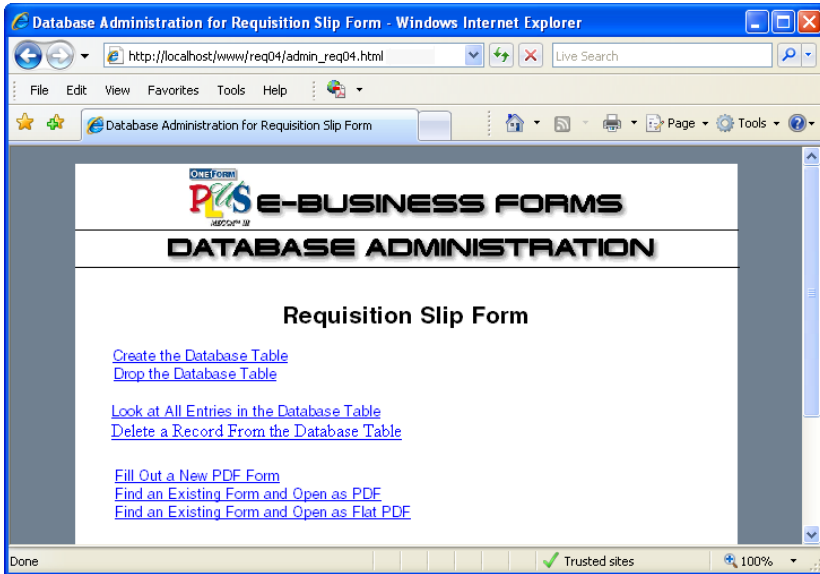 Database Administration for Requisition Slip Form - Windows Internet Explorer
http://localhost/www/req04/admin_req04.html
Live Search
File Edit View Favorites Tools Help
Database Administration for Requisition Slip Form
Page Tools
ONEFORM
PLUS E-BUSINESS FORMS
DATABASE ADMINISTRATION
Requisition Slip Form
Create the Database Table
Drop the Database Table
Look at All Entries in the Database Table
Delete a Record From the Database Table
Fill Out a New PDF Form
Find an Existing Form and Open as PDF
Find an Existing Form and Open as Flat PDF
Done Trusted sites 100%